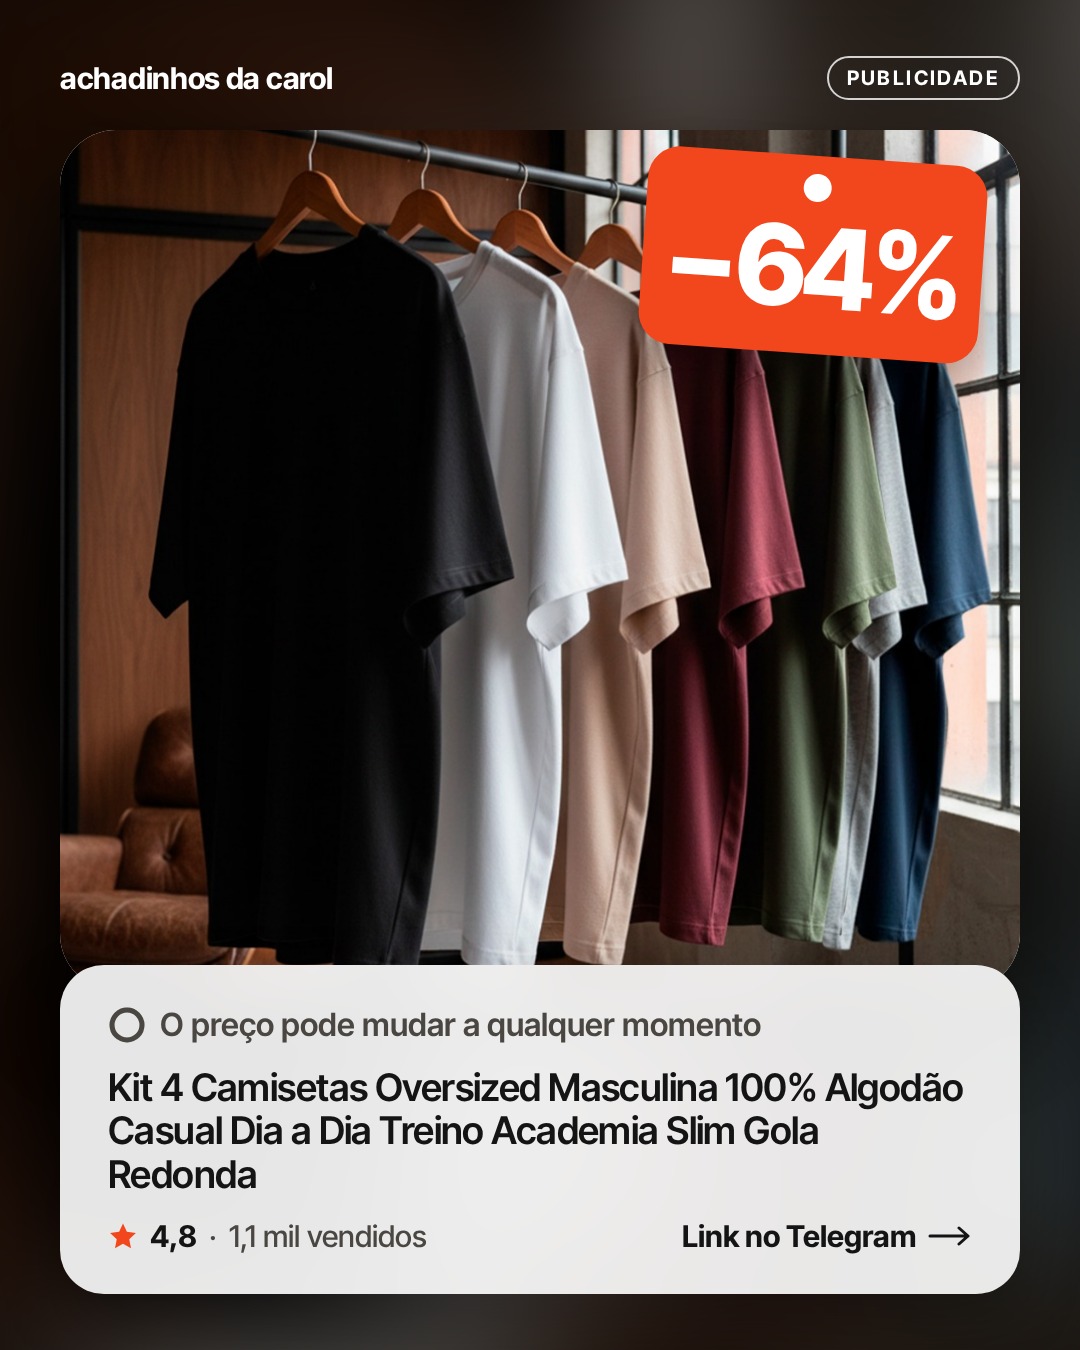 achadinhos da carol
PUBLICIDADE
–64%
O preço pode mudar a qualquer momento
Kit 4 Camisetas Oversized Masculina 100% Algodão
Casual Dia a Dia Treino Academia Slim Gola
Redonda
4,8 · 1,1 mil vendidos
Link no Telegram →